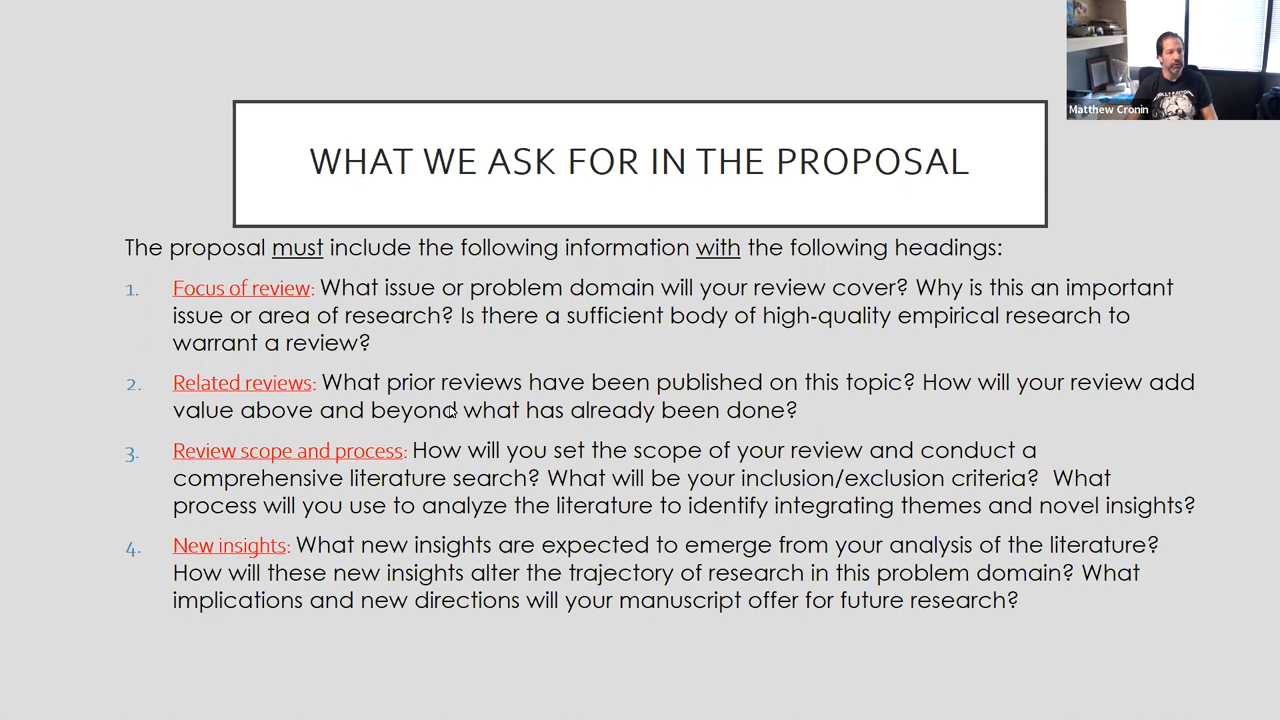 Matthew Cronin
WHAT WE ASK FOR IN THE PROPOSAL
The proposal must include the following information with the following headings:
1. Focus of review: What issue or problem domain will your review cover? Why is this an important
issue or area of research? Is there a sufficient body of high-quality empirical research to
warrant a review?
2. Related reviews: What prior reviews have been published on this topic? How will your review add
value above and beyond what has already been done?
3. Review scope and process: How will you set the scope of your review and conduct a
comprehensive literature search? What will be your inclusion/exclusion criteria?  What
process will you use to analyze the literature to identify integrating themes and novel insights?
4. New insights: What new insights are expected to emerge from your analysis of the literature?
How will these new insights alter the trajectory of research in this problem domain? What
implications and new directions will your manuscript offer for future research?